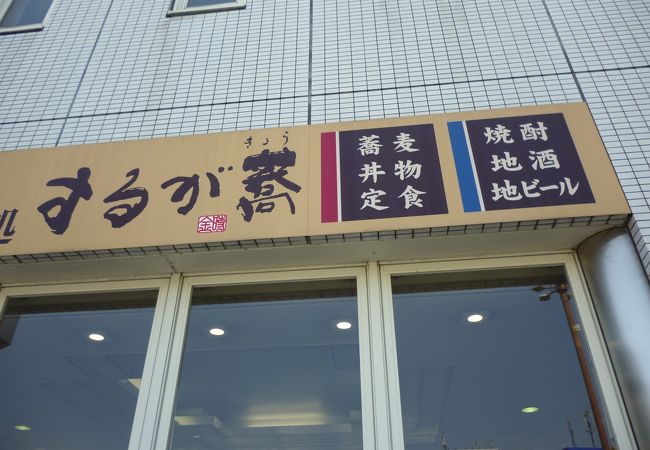 処
きょう
するが蕎
蕎麦
丼物
定食
焼酎
地酒
地ビール